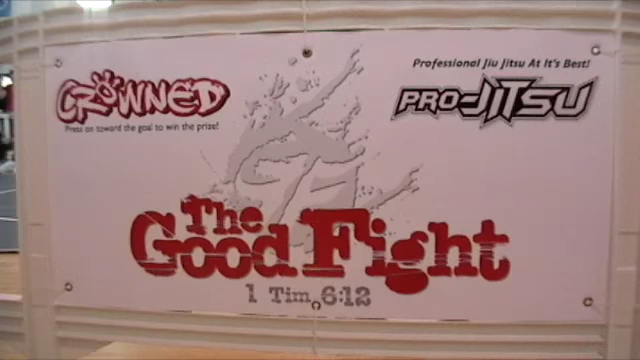 CROWNED
Press on toward the goal to win the prize!
Professional Jiu Jitsu At It's Best!
PRO-JITSU
The
Good Fight
1 Tim 6:12